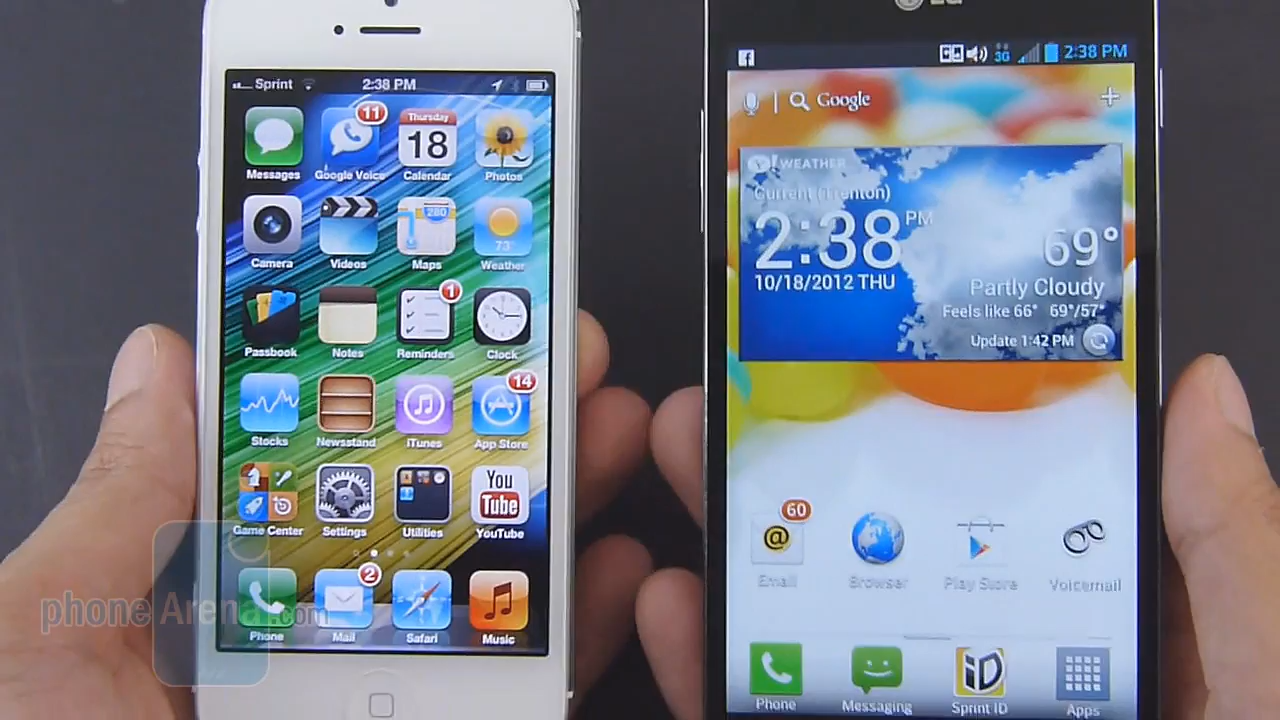 LG
Sprint 2:38 PM
Messages Google Voice Calendar Photos
11
Thursday
18
Camera Videos Maps Weather
280
73°
Passbook Notes Reminders Clock
1
Stocks Newsstand iTunes App Store
14
Game Center Settings Utilities YouTube
You
Tube
Phone Mail Safari Music
2
phoneArena.com
3G 2:38 PM
Google
WEATHER
Current (Trenton)
2:38 PM
10/18/2012 THU
69°
Partly Cloudy
Feels like 66° 69°/57°
Update 1:42 PM
60
Email Browser Play Store Voicemail
iD
Phone Messaging Sprint ID Apps